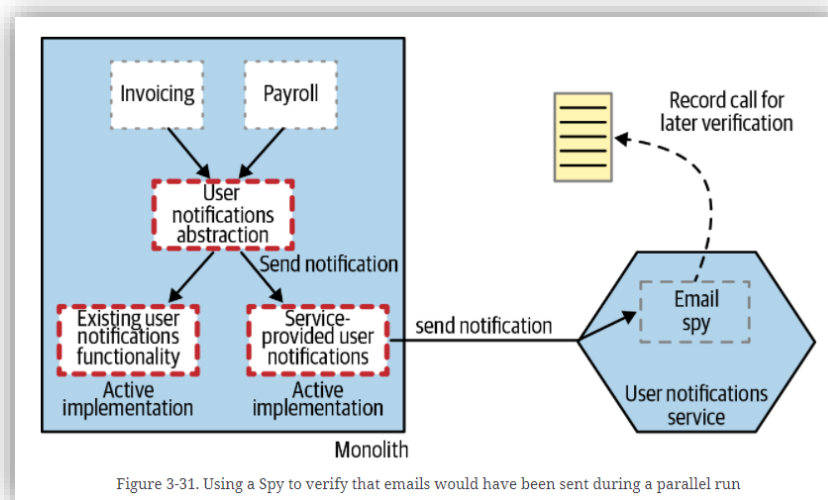 Invoicing
Payroll
User
notifications
abstraction
Send notification
Existing user
notifications
functionality
Service-
provided user
notifications
Active
implementation
Active
implementation
Monolith
send notification
Record call for
later verification
Email
spy
User notifications
service
Figure 3-31. Using a Spy to verify that emails would have been sent during a parallel run